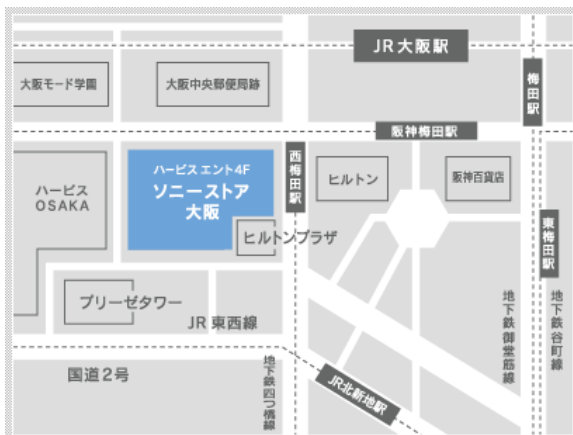 JR大阪駅
大阪モード学園
大阪中央郵便局跡
梅田駅
阪神梅田駅
ハービス
OSAKA
ハービス エント4F
ソニーストア
大阪
西梅田駅
ヒルトン
阪神百貨店
ヒルトンプラザ
東梅田駅
ブリーゼタワー
JR東西線
地下鉄御堂筋線
地下鉄谷町線
国道2号
地下鉄四つ橋線
JR北新地駅